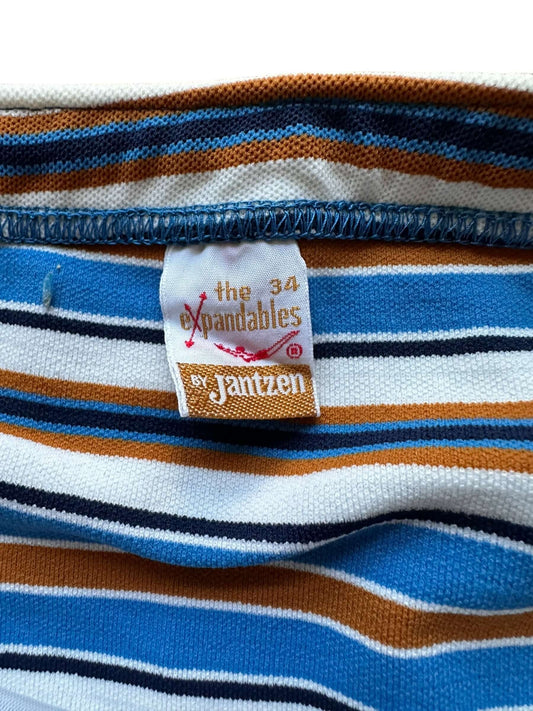 the 34
expandables
BY Jantzen